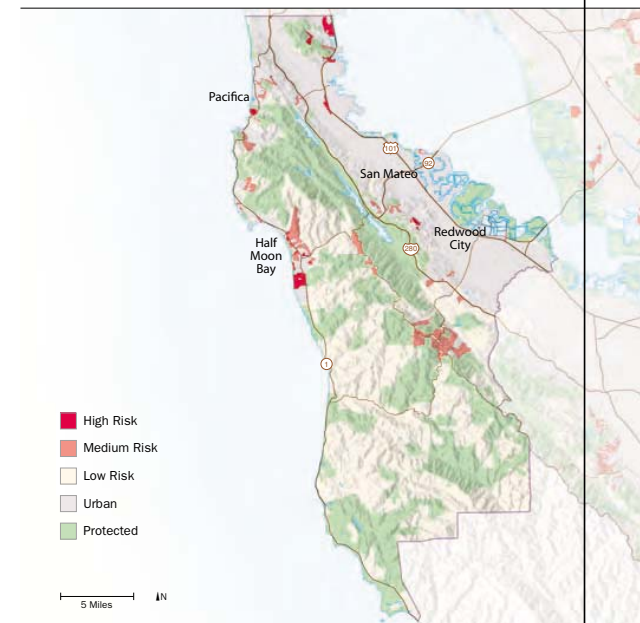 Pacifica
101
92
San Mateo
Redwood
City
Half
Moon
Bay
280
1
High Risk
Medium Risk
Low Risk
Urban
Protected
5 Miles
N